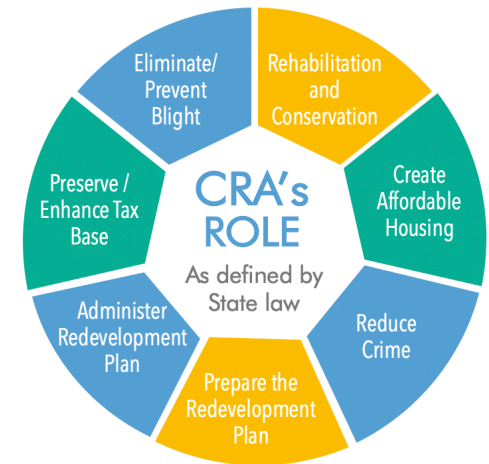 CRA's
ROLE
As defined by
State law
Rehabilitation
and
Conservation
Create
Affordable
Housing
Reduce
Crime
Prepare the
Redevelopment
Plan
Administer
Redevelopment
Plan
Preserve /
Enhance Tax
Base
Eliminate/
Prevent
Blight